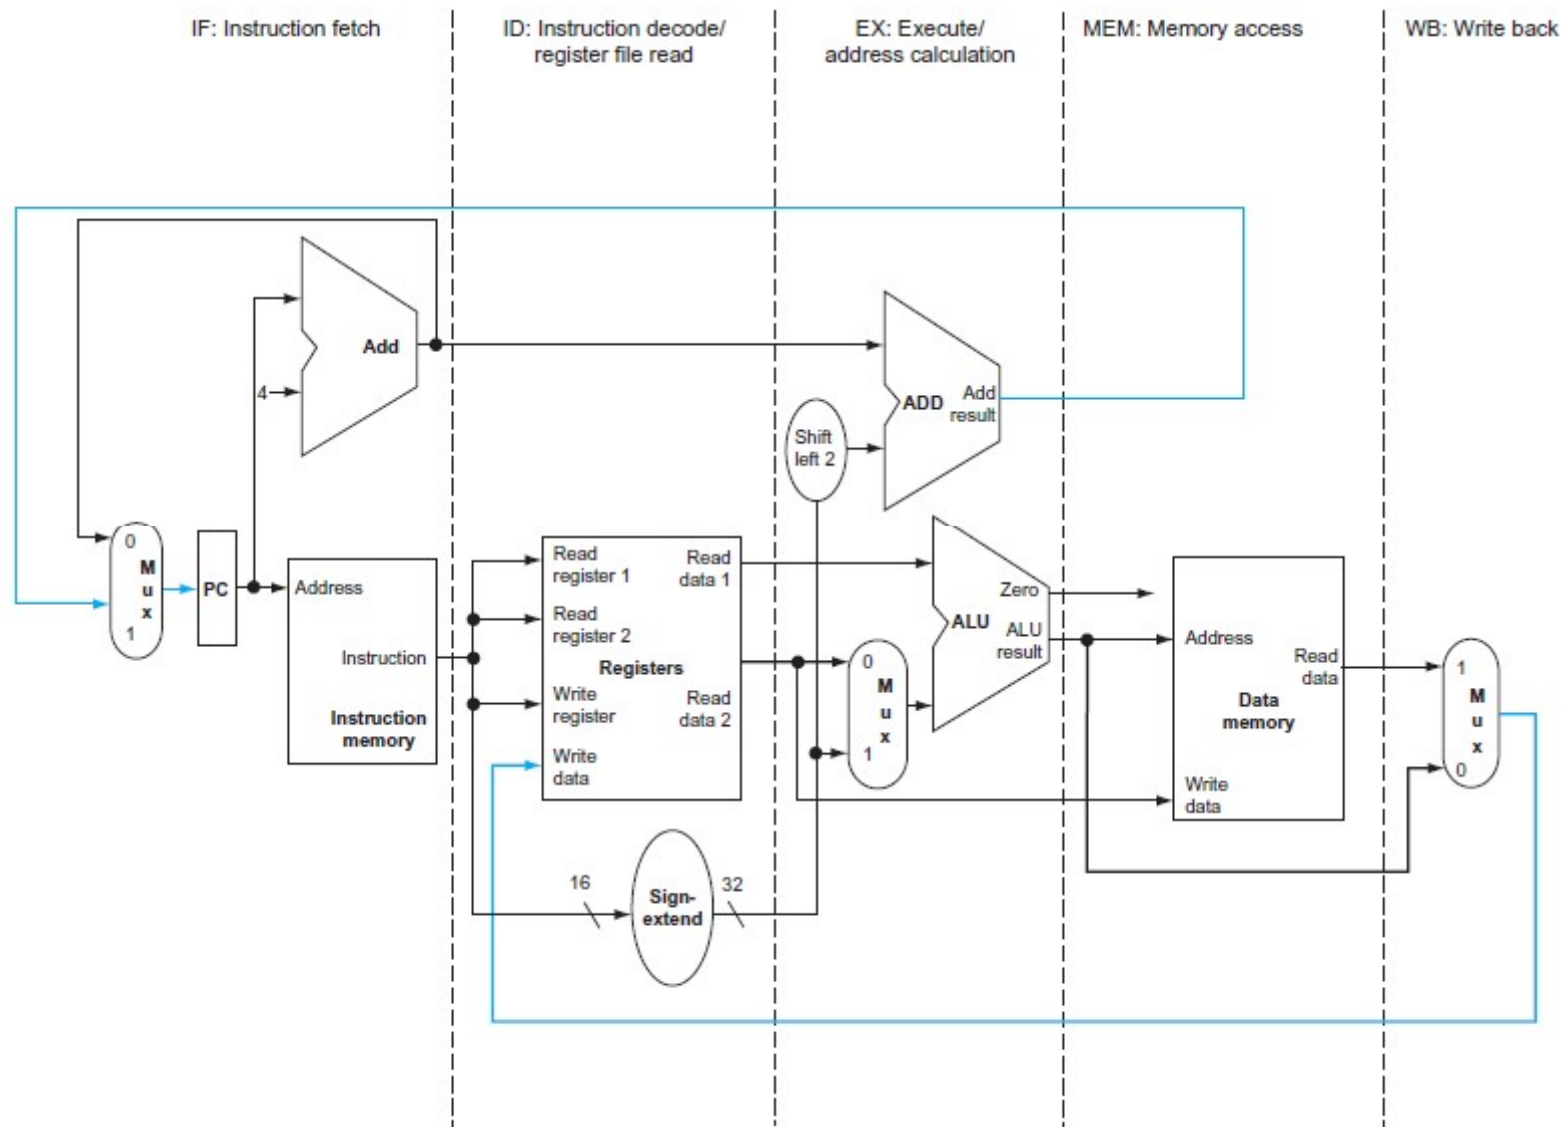 IF: Instruction fetch
ID: Instruction decode/
register file read
EX: Execute/
address calculation
MEM: Memory access
WB: Write back
Add
4
ADD
Add
result
Shift
left 2
0
M
u
x
1
PC
Address
Instruction
Instruction
memory
Read
register 1
Read
register 2
Registers
Write
register
Write
data
Read
data 1
Read
data 2
16
Sign-
extend
32
0
M
u
x
1
Zero
ALU
ALU
result
Address
Read
data
Data
memory
Write
data
1
M
u
x
0